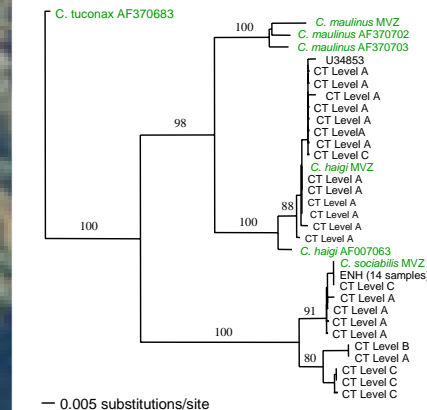 C. tuconax AF370683
C. maulinus MVZ
100
C. maulinus AF370702
C. maulinus AF370703
U34853
CT Level A
CT Level A
CT Level A
CT Level A
CT Level A
98
CT LevelA
CT Level A
CT Level C
C. haigi MVZ
CT Level A
CT Level A
CT Level A
88
CT Level A
100
100
CT Level A
CT Level A
C. haigi AF007063
C. sociabilis MVZ
ENH (14 samples)
CT Level C
CT Level A
91
CT Level A
CT Level A
100
CT Level A
CT Level B
80
CT Level A
CT Level C
CT Level C
CT Level C
0.005 substitutions/site